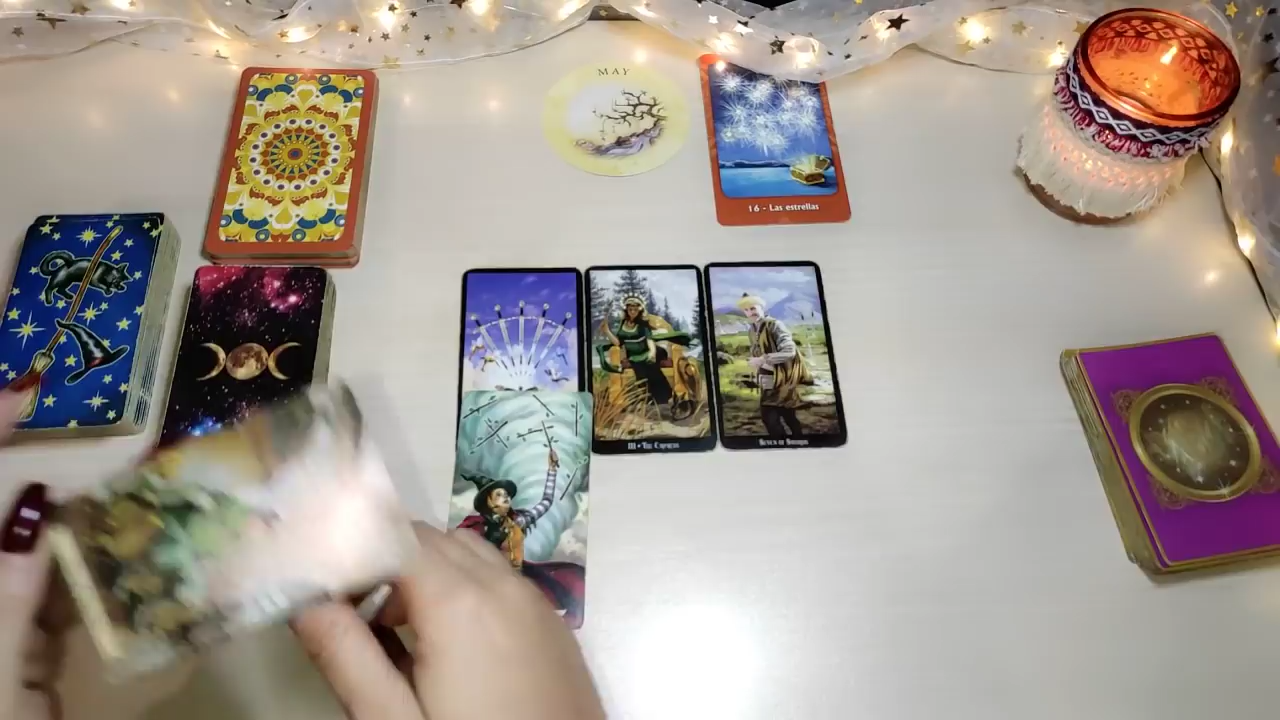 MAY
16 - Las estrellas
III • The Empress
Seven of Swords